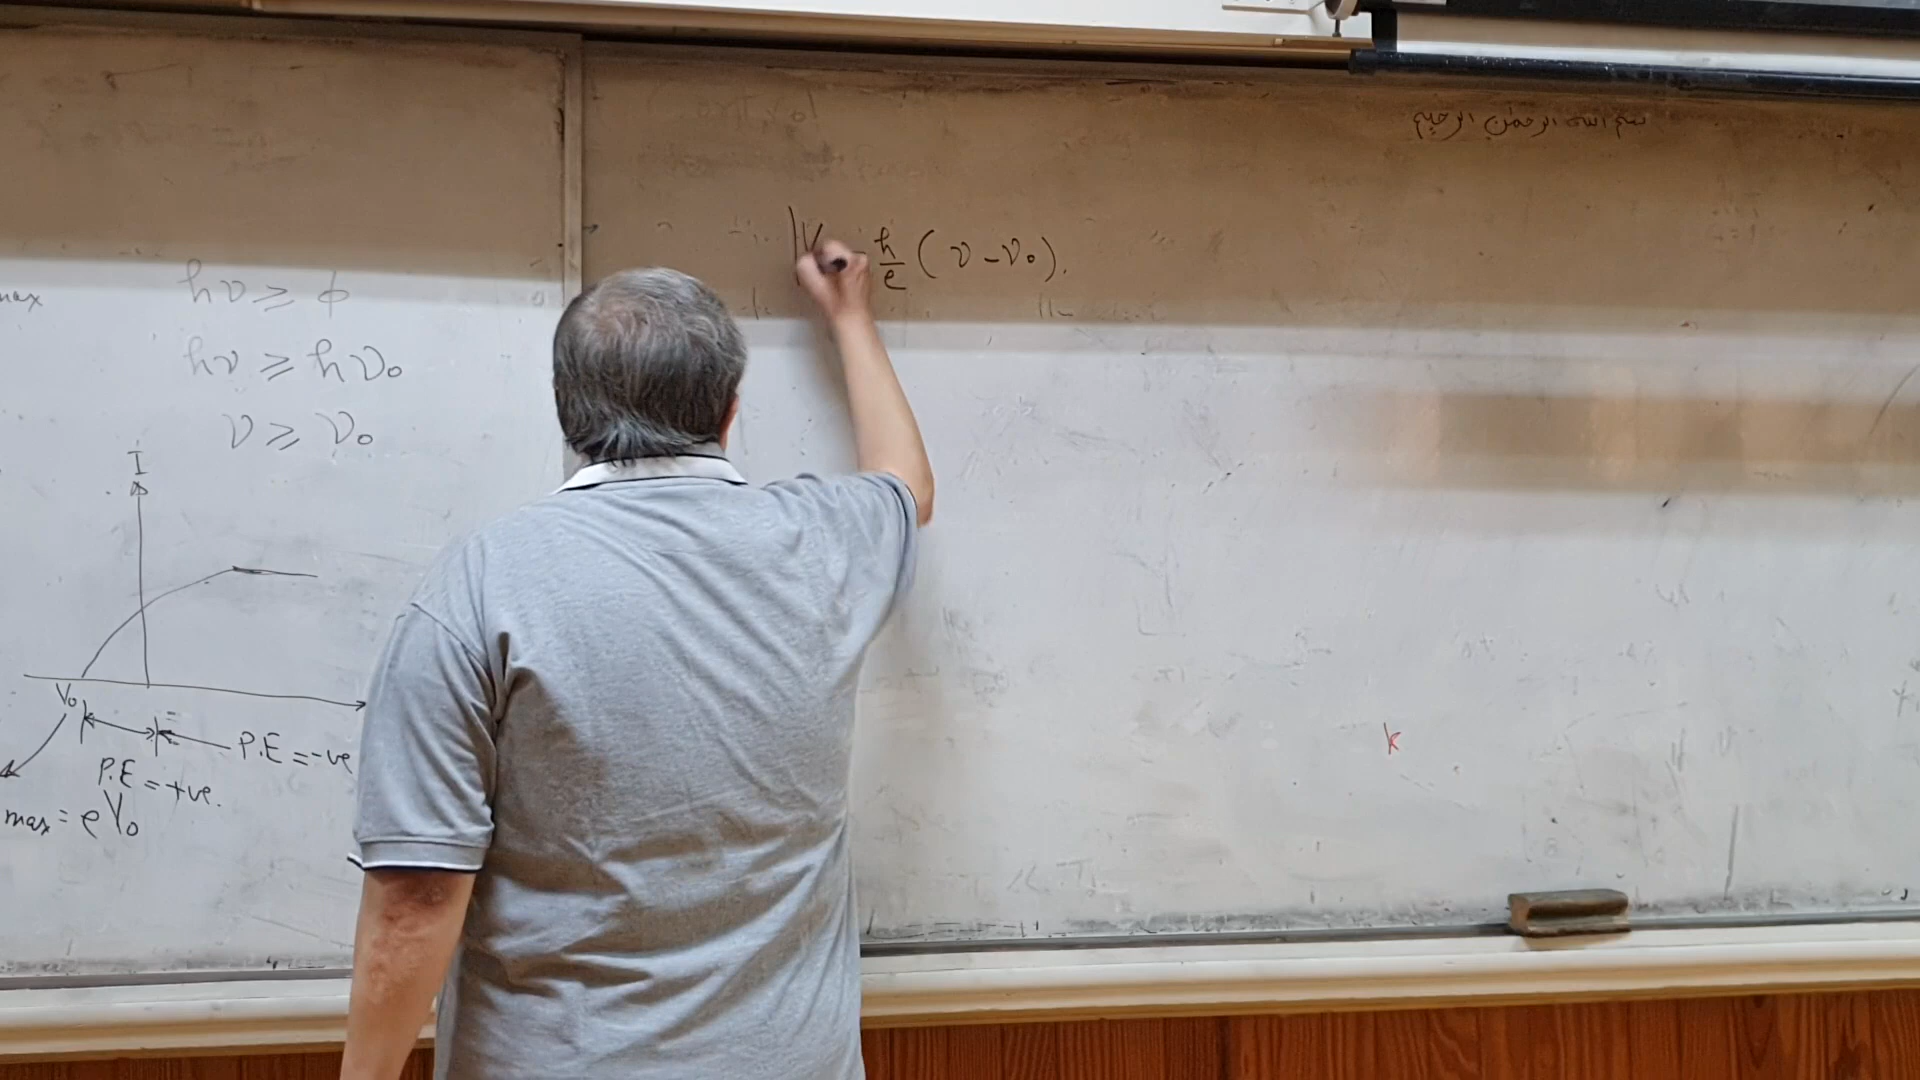 بسم الله الرحمن الرحيم
max
hν ≥ ϕ
hν ≥ hν₀
ν ≥ ν₀
I
V₀
P.E = -ve
P.E = +ve.
max = eV₀
V = h/e (ν - ν₀).
k